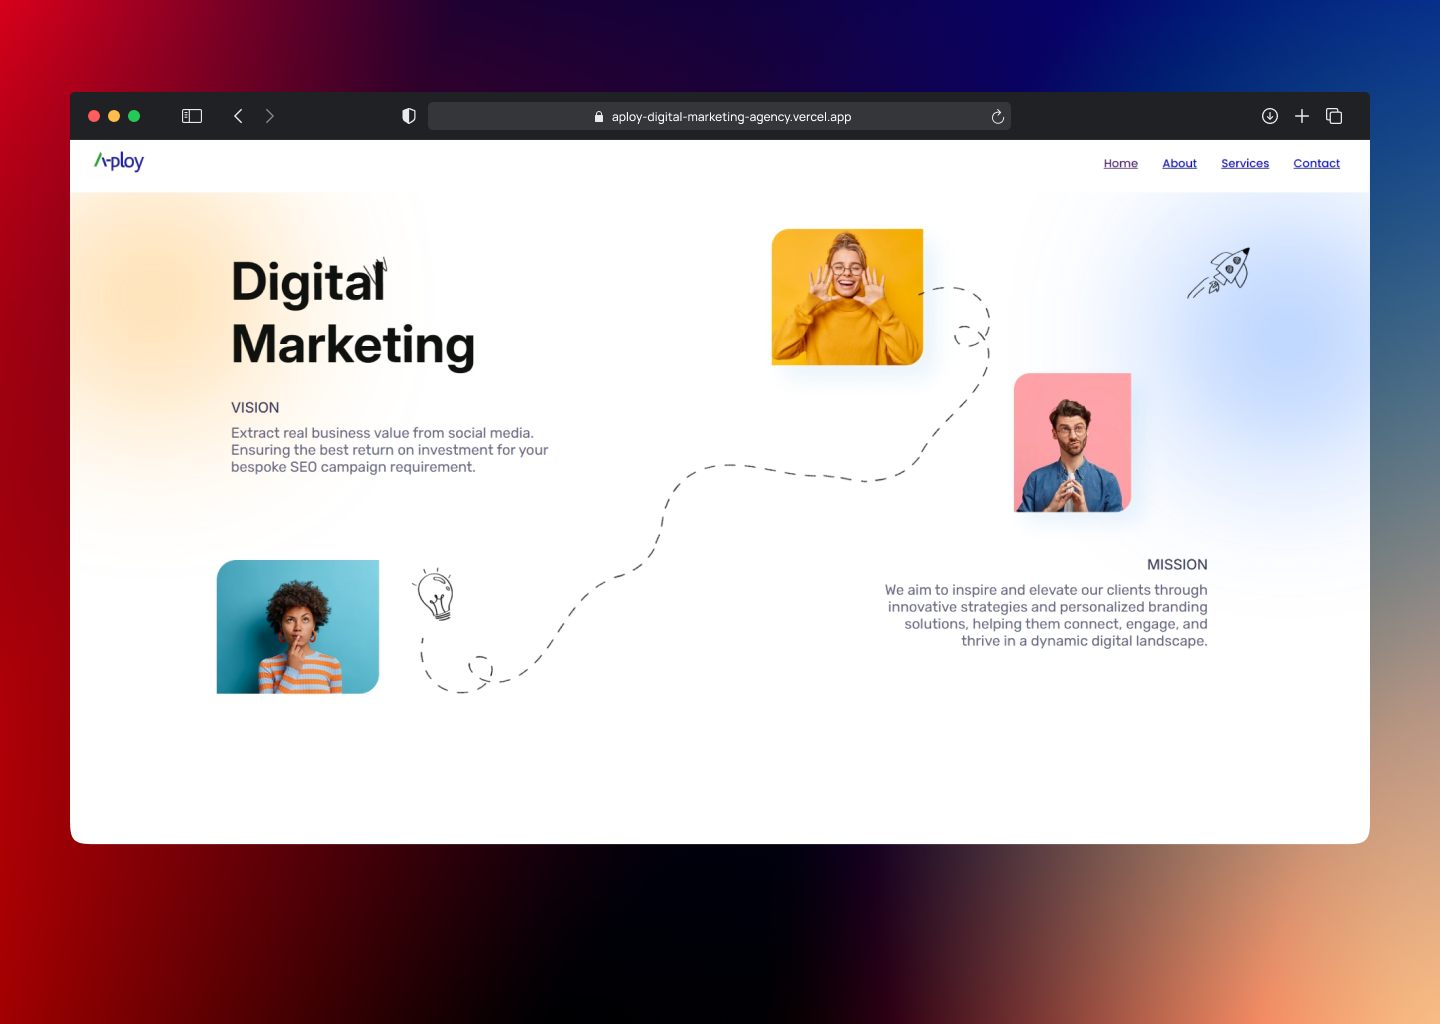 aploy-digital-marketing-agency.vercel.app
A-ploy
Home About Services Contact
Digital
Marketing
VISION
Extract real business value from social media.
Ensuring the best return on investment for your
bespoke SEO campaign requirement.
MISSION
We aim to inspire and elevate our clients through
innovative strategies and personalized branding
solutions, helping them connect, engage, and
thrive in a dynamic digital landscape.